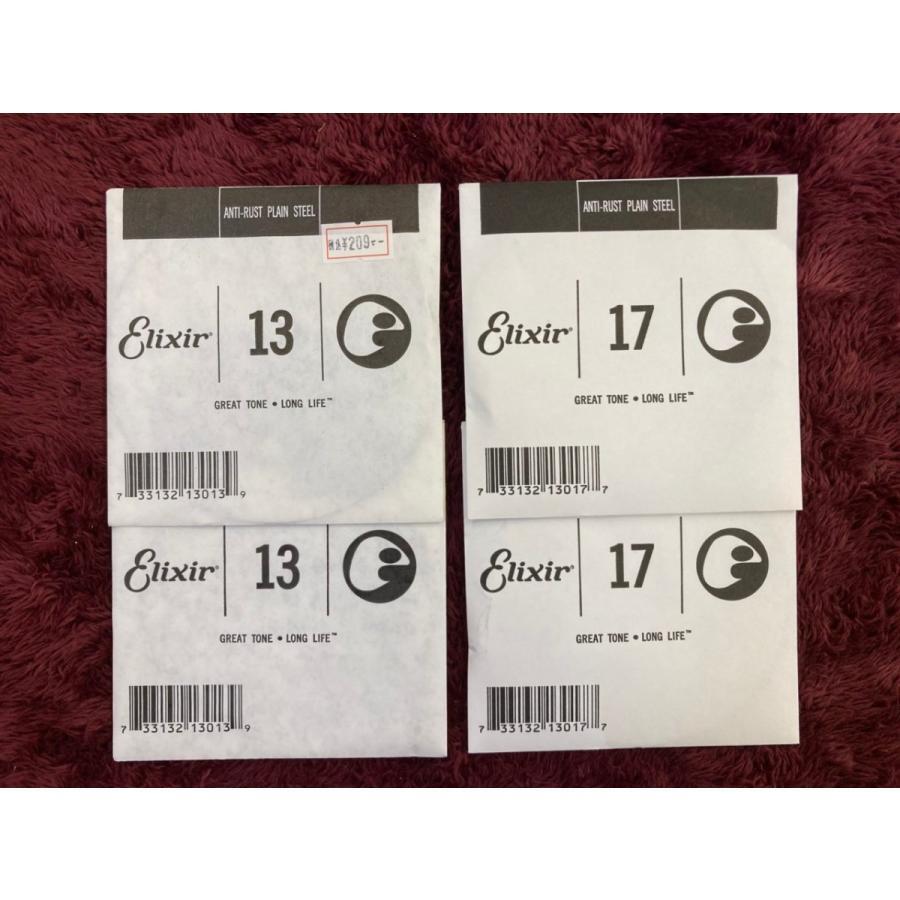 ANTI-RUST PLAIN STEEL
¥209-
Elixir® 13
GREAT TONE • LONG LIFE™
7 33132 13013 9
Elixir® 13
GREAT TONE • LONG LIFE™
7 33132 13013 9
ANTI-RUST PLAIN STEEL
Elixir® 17
GREAT TONE • LONG LIFE™
7 33132 13017 7
Elixir® 17
GREAT TONE • LONG LIFE™
7 33132 13017 7